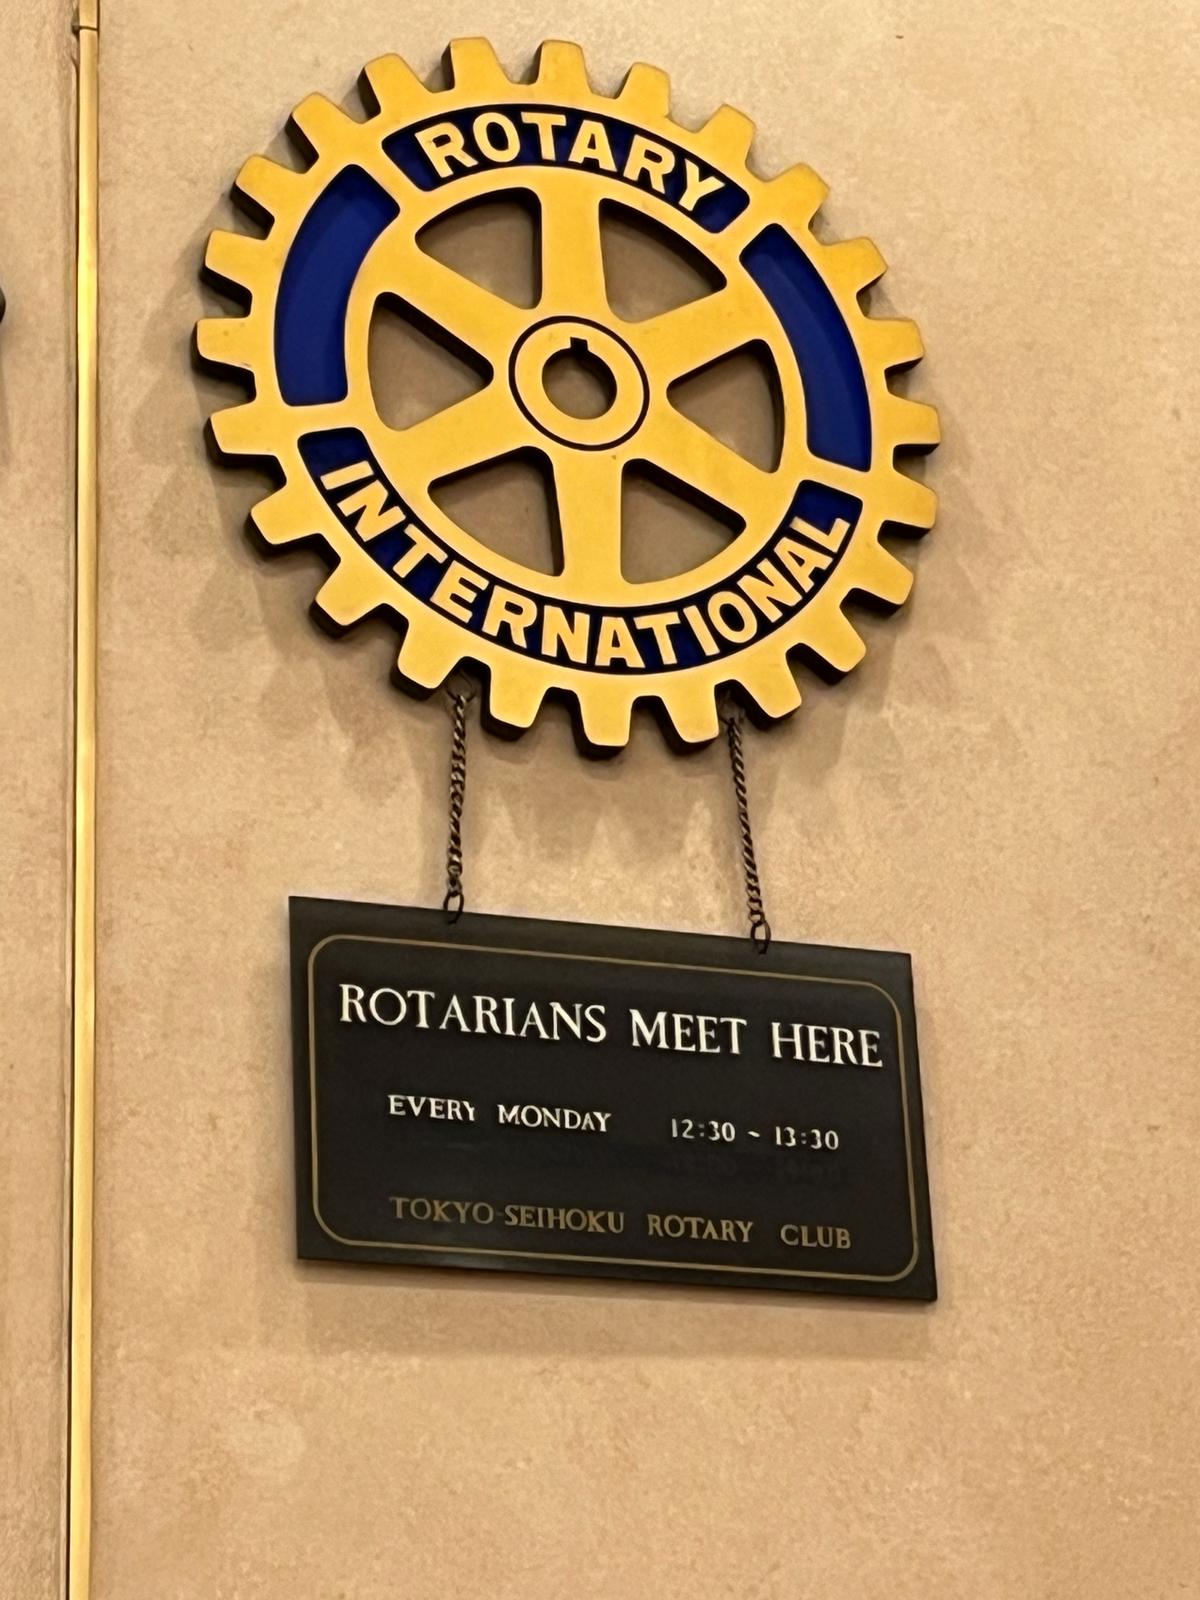 ROTARY
INTERNATIONAL
ROTARIANS MEET HERE
EVERY MONDAY 12:30 ~ 13:30
TOKYO-SEIHOKU ROTARY CLUB